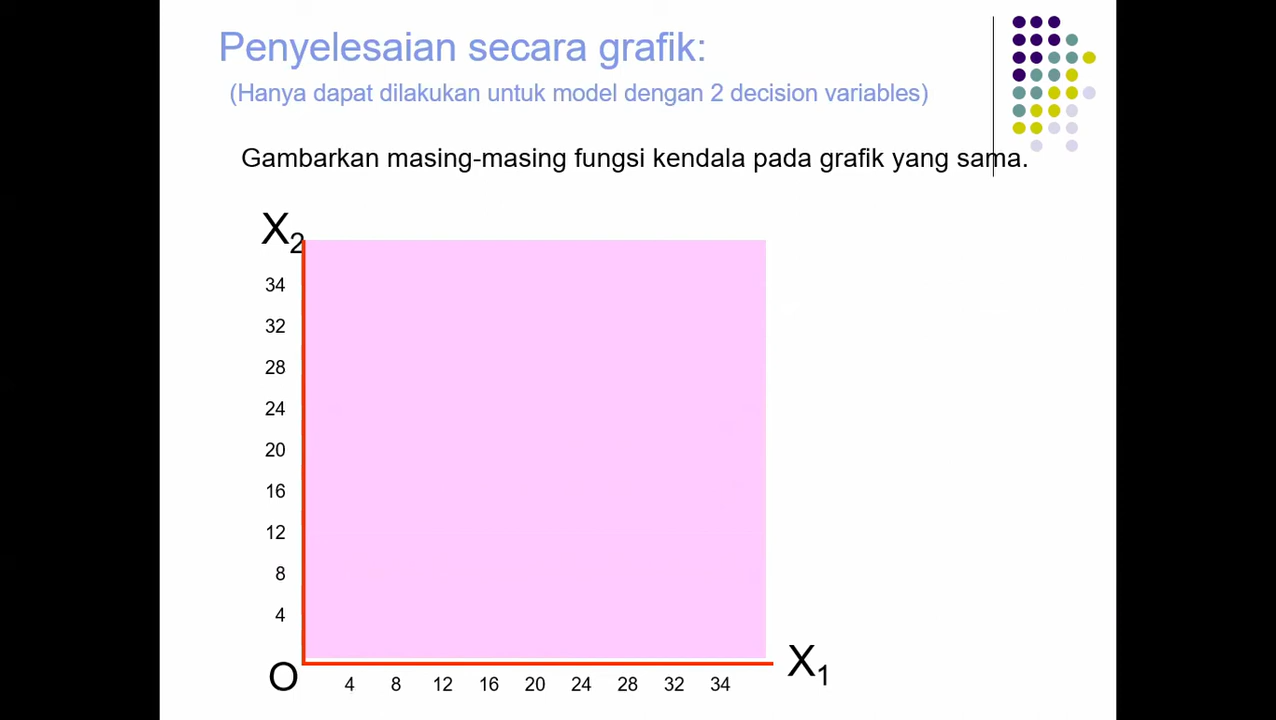 Penyelesaian secara grafik:
(Hanya dapat dilakukan untuk model dengan 2 decision variables)
Gambarkan masing-masing fungsi kendala pada grafik yang sama.
X2
34
32
28
24
20
16
12
8
4
O
4 8 12 16 20 24 28 32 34
X1